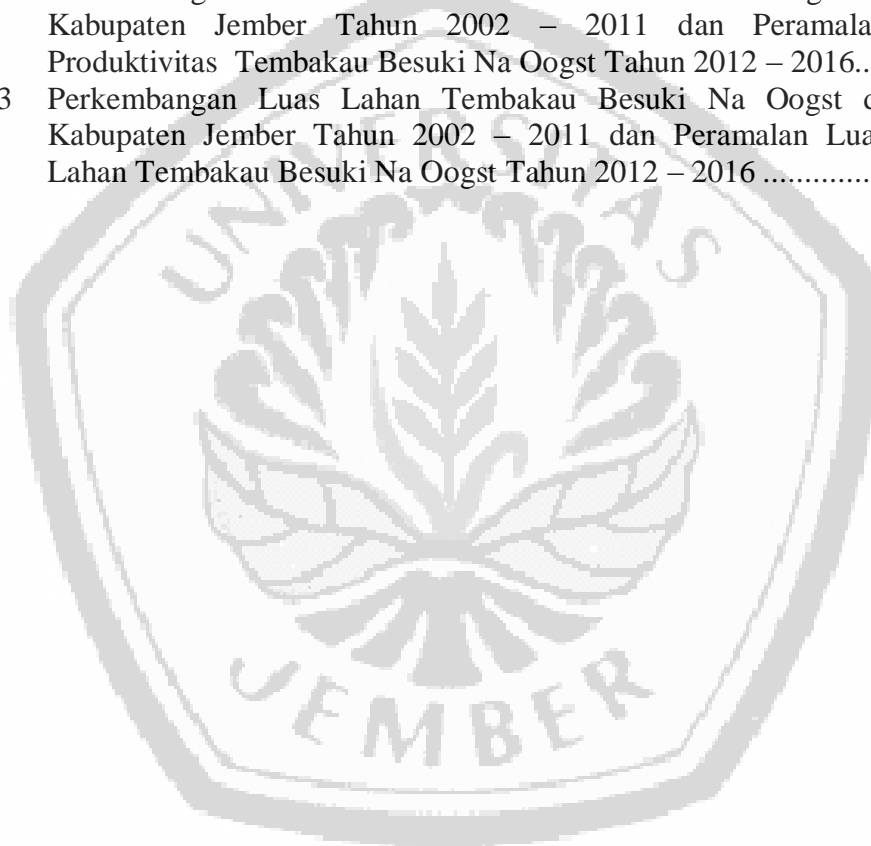 Kabupaten Jember Tahun 2002 – 2011 dan Peramala
Produktivitas Tembakau Besuki Na Oogst Tahun 2012 – 2016..
3 Perkembangan Luas Lahan Tembakau Besuki Na Oogst d
Kabupaten Jember Tahun 2002 – 2011 dan Peramalan Lua
Lahan Tembakau Besuki Na Oogst Tahun 2012 – 2016 .............
UNIVERSITAS
JEMBER